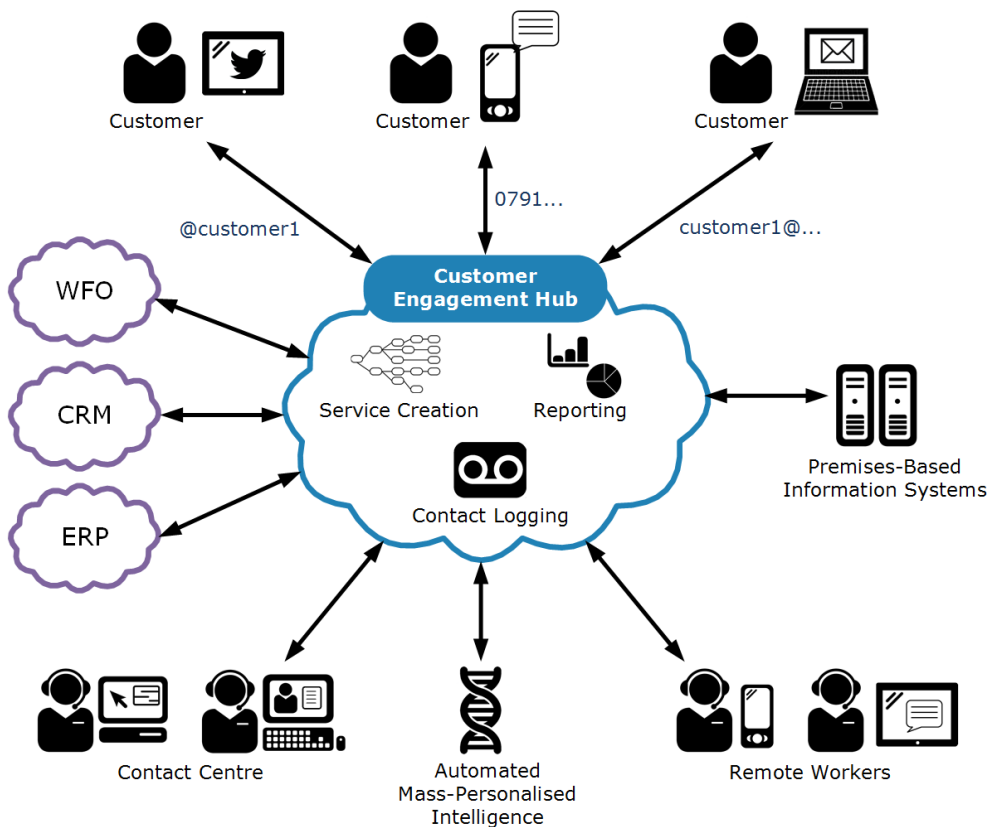 Customer
Customer
Customer
@customer1
0791...
customer1@...
Customer
Engagement Hub
WFO
CRM
ERP
Service Creation
Reporting
Contact Logging
Premises-Based
Information Systems
Contact Centre
Automated
Mass-Personalised
Intelligence
Remote Workers